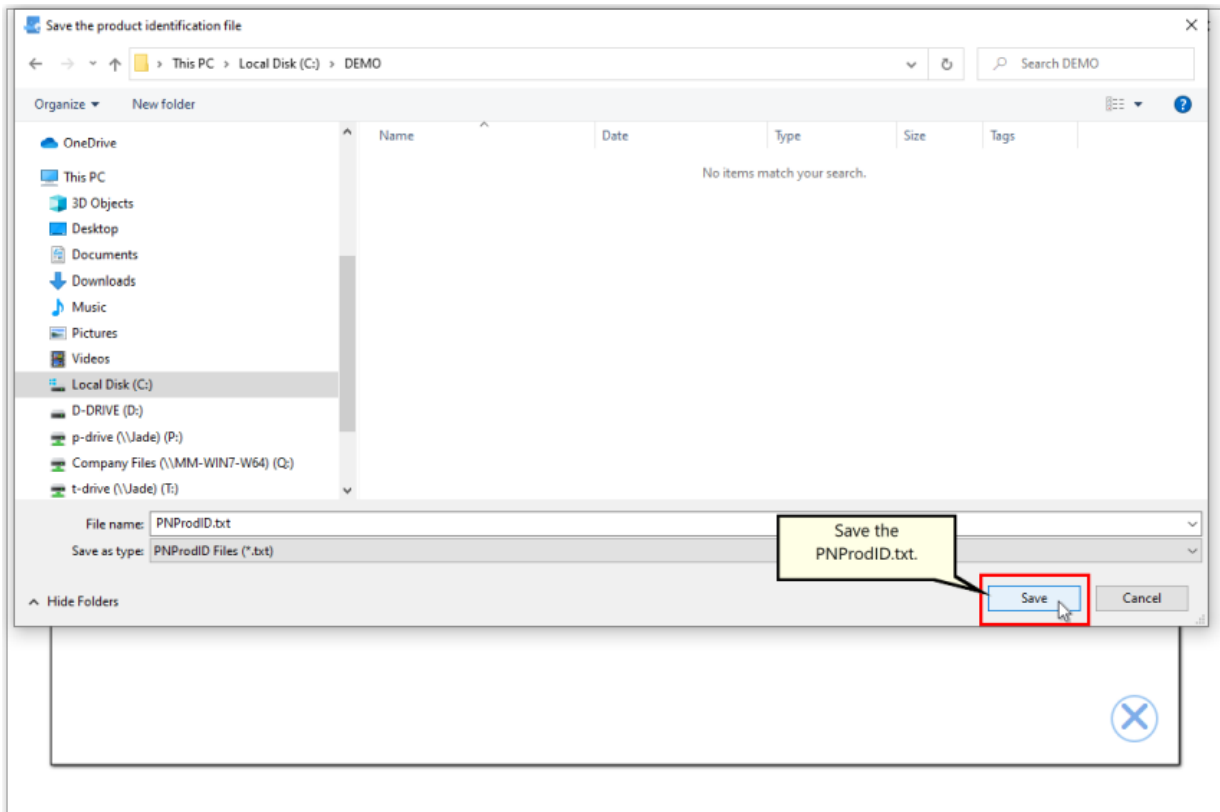 Save the product identification file
This PC > Local Disk (C:) > DEMO
Search DEMO
Organize
New folder
Name
Date
Type
Size
Tags
No items match your search.
OneDrive
This PC
3D Objects
Desktop
Documents
Downloads
Music
Pictures
Videos
Local Disk (C:)
D-DRIVE (D:)
p-drive (\\Jade) (P:)
Company Files (\\MM-WIN7-W64) (Q:)
t-drive (\\Jade) (T:)
File name: PNProdID.txt
Save as type: PNProdID Files (*.txt)
Save the
PNProdID.txt.
Hide Folders
Save
Cancel